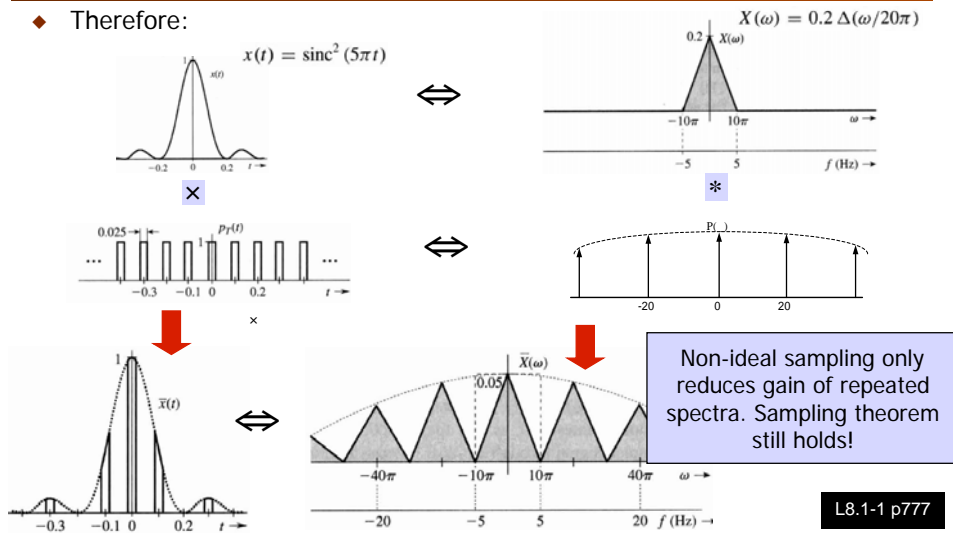 ◆ Therefore:
x(t) = sinc² (5πt)
X(ω) = 0.2 Δ(ω/20π)
1
x(t)
−0.2 0 0.2 t →
0.2
X(ω)
−10π 10π ω →
−5 5 f (Hz) →
⇔
× *
0.025
p_T(t)
1
... ...
−0.3 −0.1 0 0.2 t →
⇔
P(_)
-20 0 20
×
1
x̅(t)
−0.3 −0.1 0 0.2 t →
⇔
X̅(ω)
0.05
−40π −10π 10π 40π ω →
−20 −5 5 20 f (Hz) →
Non-ideal sampling only
reduces gain of repeated
spectra. Sampling theorem
still holds!
L8.1-1 p777